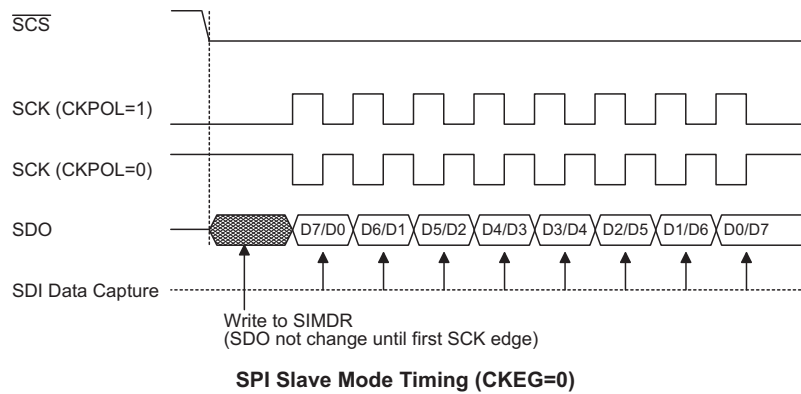 SCS
SCK (CKPOL=1)
SCK (CKPOL=0)
SDO
D7/D0 D6/D1 D5/D2 D4/D3 D3/D4 D2/D5 D1/D6 D0/D7
SDI Data Capture
Write to SIMDR
(SDO not change until first SCK edge)
SPI Slave Mode Timing (CKEG=0)